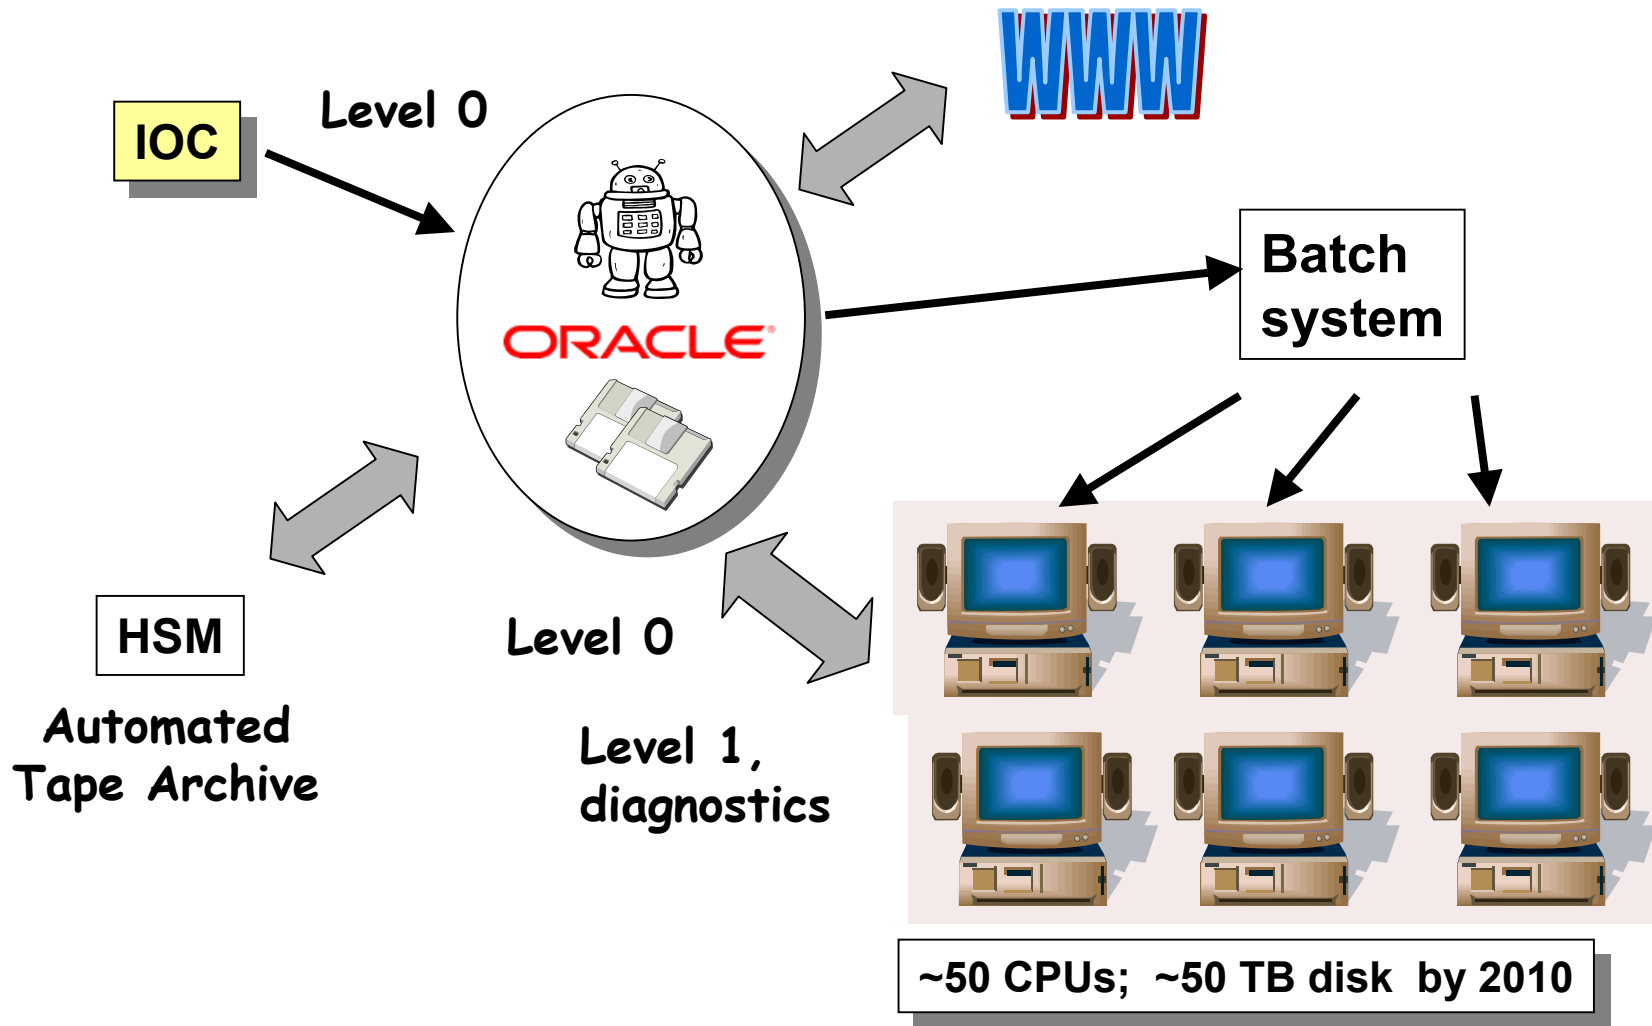 WWW
Level 0
IOC
Batch
system
ORACLE®
HSM
Level 0
Automated
Tape Archive
Level 1,
diagnostics
~50 CPUs; ~50 TB disk by 2010